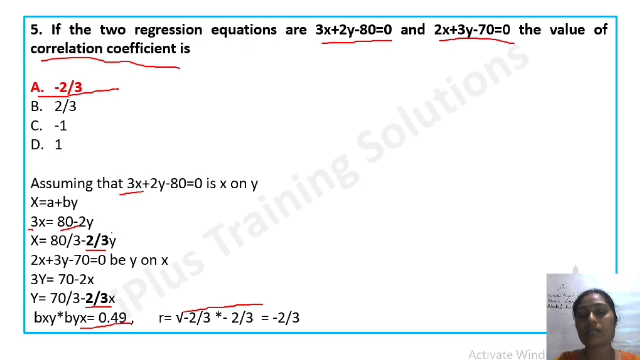 5. If the two regression equations are 3x+2y-80=0 and 2x+3y-70=0 the value of
correlation coefficient is
A. -2/3
B. 2/3
C. -1
D. 1
Assuming that 3x+2y-80=0 is x on y
X=a+by
3x= 80-2y
X= 80/3-2/3y
2x+3y-70=0 be y on x
3Y= 70-2x
Y= 70/3-2/3x
bxy*byx= 0.49, r= √-2/3 *- 2/3 = -2/3
Plus Training Solutions
Activate Window